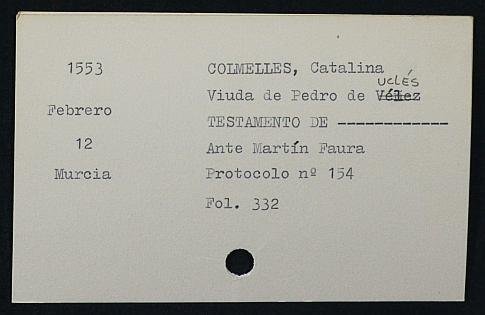 1553
Febrero
12
Murcia
COLMELLES, Catalina
UCLÉS
Viuda de Pedro de Vélez
TESTAMENTO DE ------------
Ante Martín Faura
Protocolo nº 154
Fol. 332